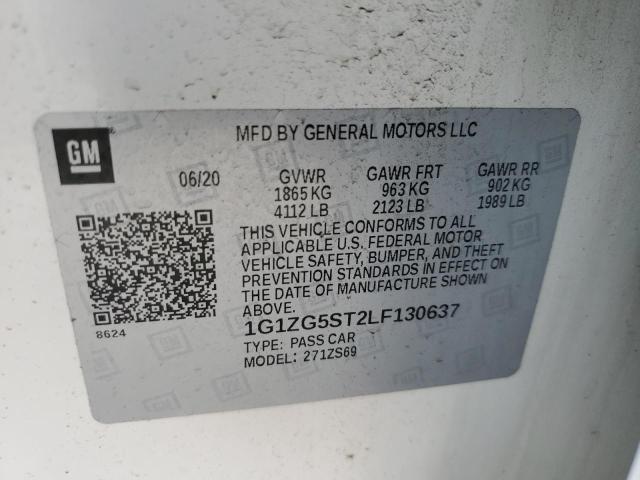 GM
MFD BY GENERAL MOTORS LLC
06/20 GVWR GAWR FRT GAWR RR
1865 KG 963 KG 902 KG
4112 LB 2123 LB 1989 LB
THIS VEHICLE CONFORMS TO ALL
APPLICABLE U.S. FEDERAL MOTOR
VEHICLE SAFETY, BUMPER, AND THEFT
PREVENTION STANDARDS IN EFFECT ON
THE DATE OF MANUFACTURE SHOWN
ABOVE.
8624
1G1ZG5ST2LF130637
TYPE: PASS CAR
MODEL: 271ZS69